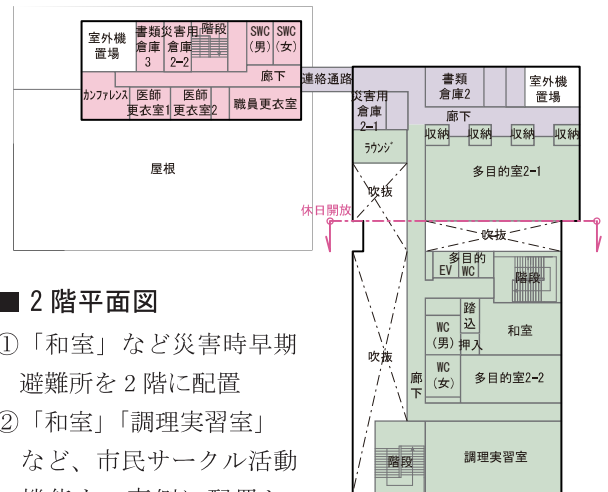 室外機
置場
書類
倉庫
3
災害用
倉庫
2-2
階段
SWC
(男)
SWC
(女)
廊下
カンファレンス
医師
更衣室1
医師
更衣室2
職員更衣室
連絡通路
災害用
倉庫
2-1
書類
倉庫2
室外機
置場
廊下
収納
収納
収納
収納
ラウンジ
多目的室2-1
屋根
吹抜
休日開放
吹抜
多目的
EV
WC
階段
■ 2 階平面図
①「和室」など災害時早期
避難所を 2 階に配置
②「和室」「調理実習室」
など、市民サークル活動
踏
込
WC
(男)
押入
和室
吹抜
廊
下
WC
(女)
多目的室2-2
階段
調理実習室